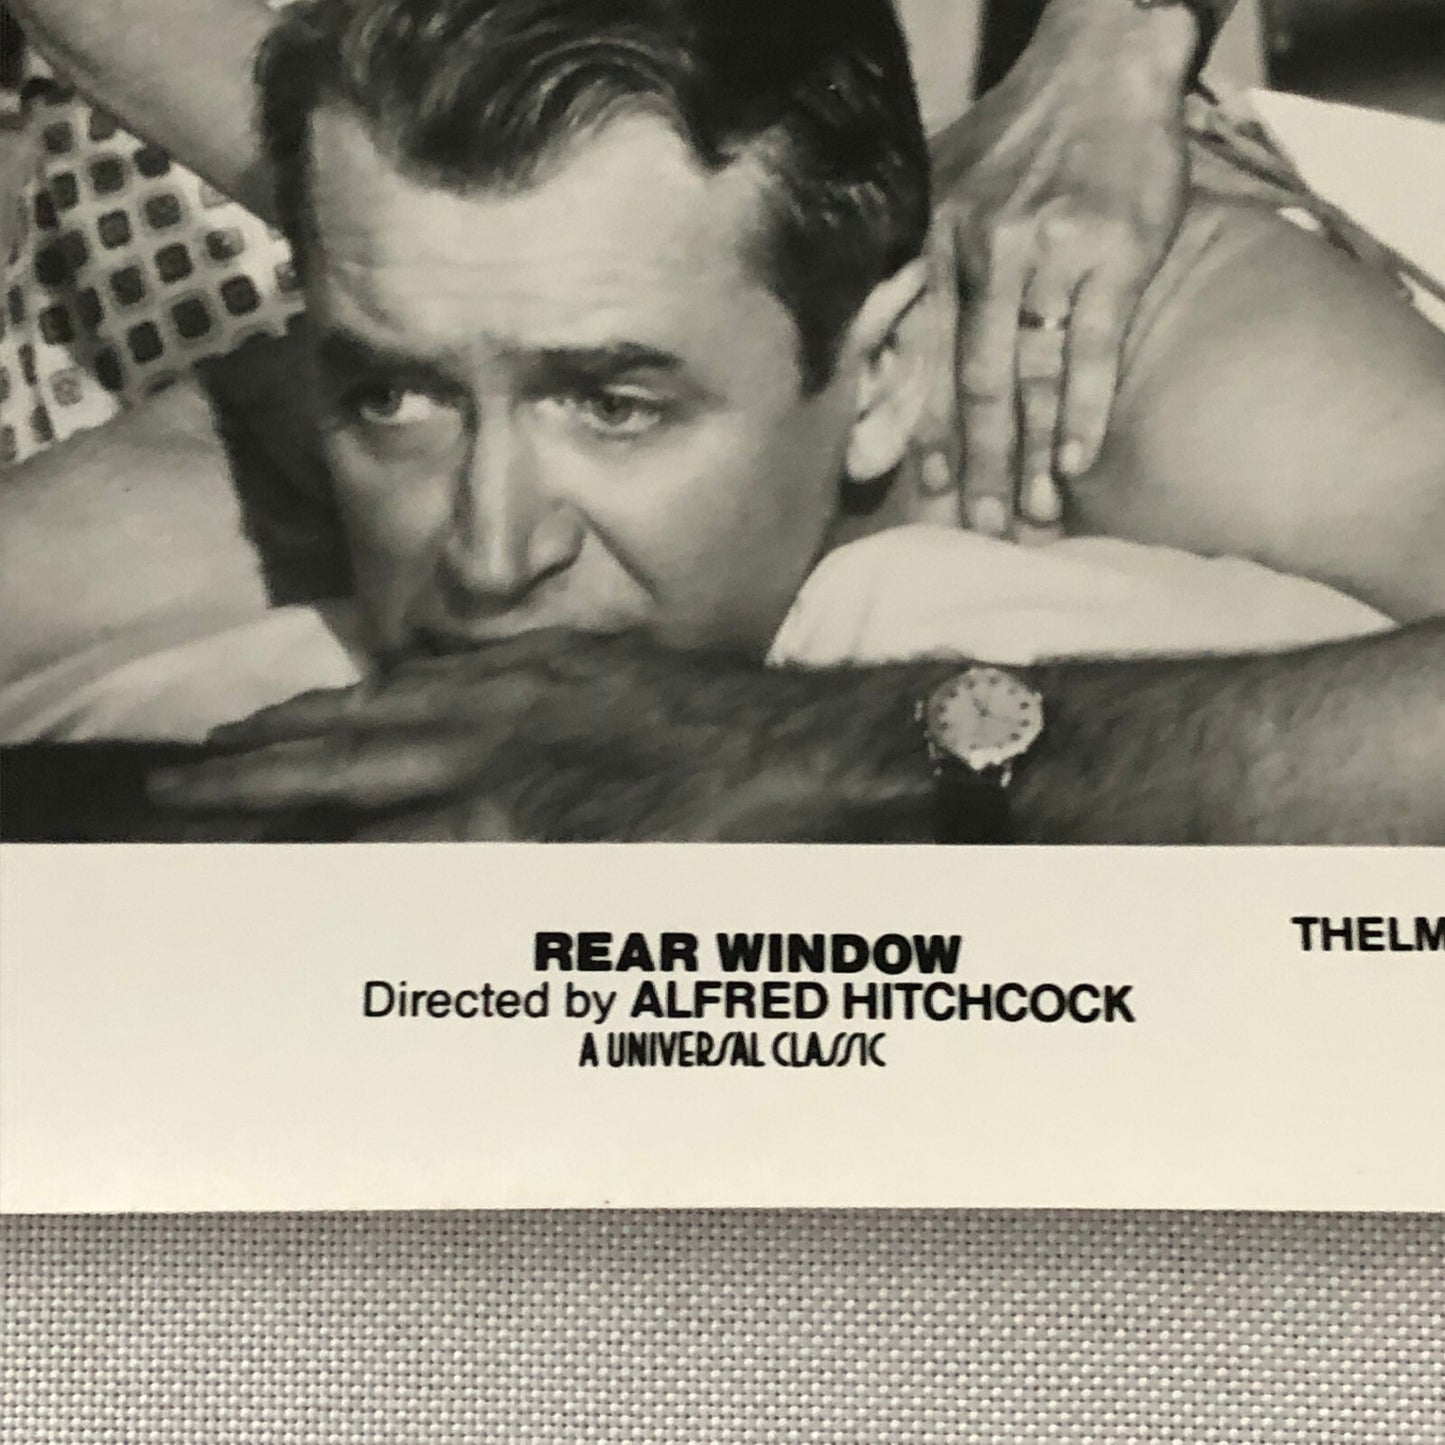 REAR WINDOW
Directed by ALFRED HITCHCOCK
A UNIVERSAL CLASSIC
THELM